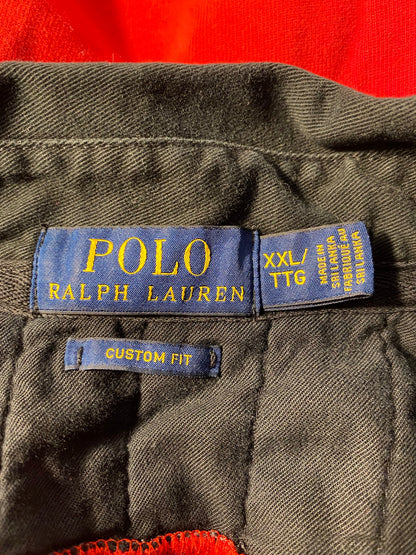 POLO
RALPH LAUREN
XXL/
TTG
MADE IN
SRI LANKA
FABRIQUÉ AU
SRI LANKA
CUSTOM FIT